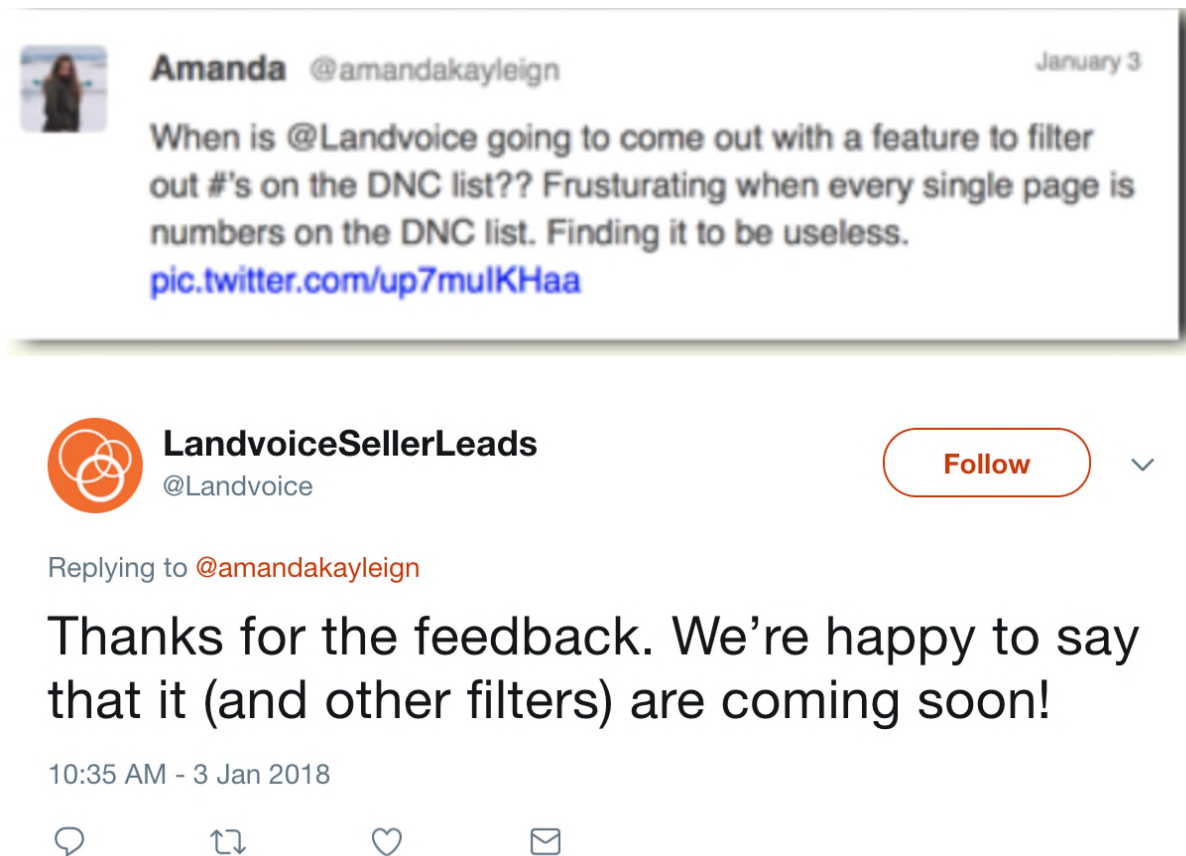 Amanda @amandakayleign January 3
When is @Landvoice going to come out with a feature to filter
out #'s on the DNC list?? Frusturating when every single page is
numbers on the DNC list. Finding it to be useless.
pic.twitter.com/up7mulKHaa
LandvoiceSellerLeads
@Landvoice
Follow
Replying to @amandakayleign
Thanks for the feedback. We’re happy to say
that it (and other filters) are coming soon!
10:35 AM - 3 Jan 2018